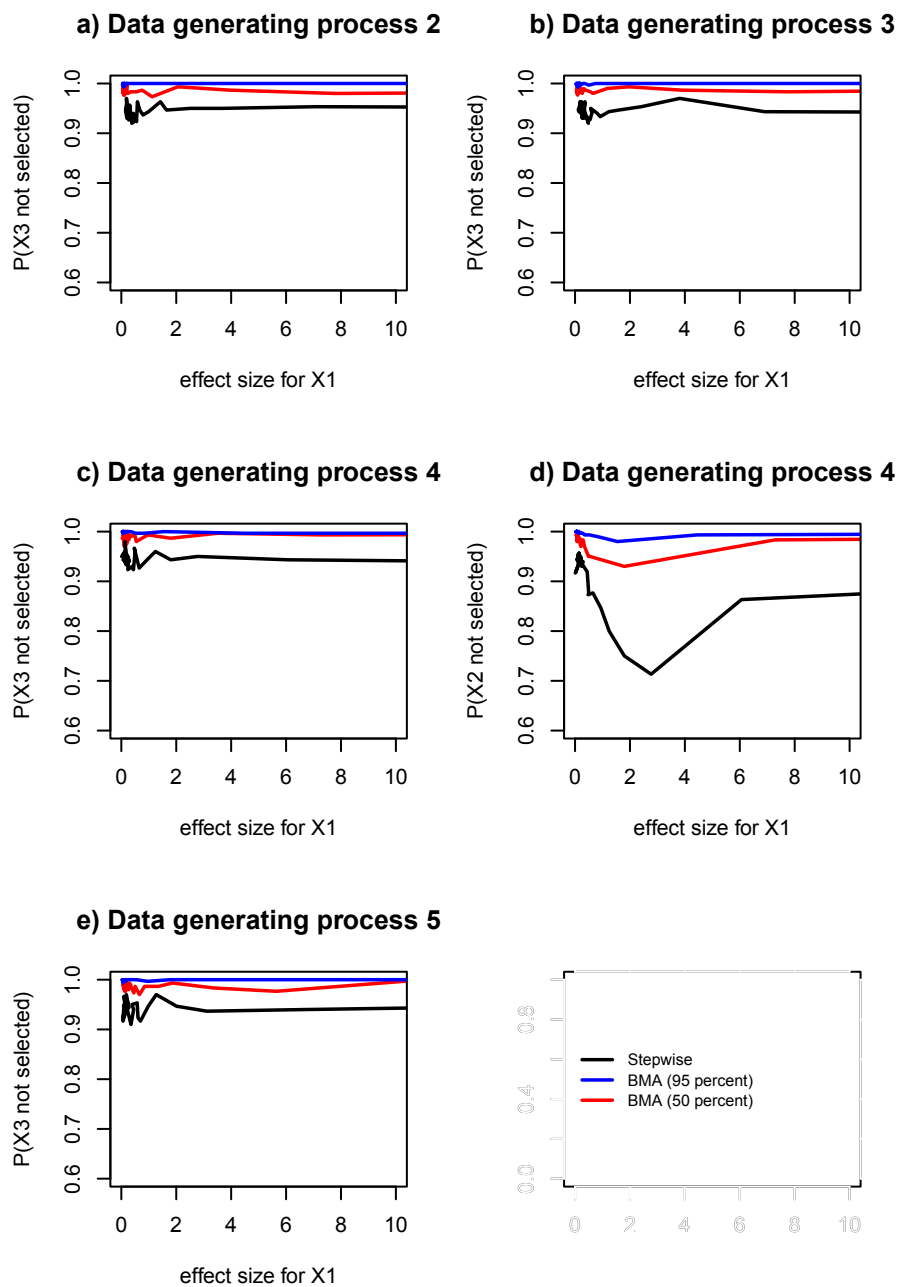 a) Data generating process 2
P(X3 not selected)
1.0
0.9
0.8
0.7
0.6
0 2 4 6 8 10
effect size for X1
b) Data generating process 3
P(X3 not selected)
1.0
0.9
0.8
0.7
0.6
0 2 4 6 8 10
effect size for X1
c) Data generating process 4
P(X3 not selected)
1.0
0.9
0.8
0.7
0.6
0 2 4 6 8 10
effect size for X1
d) Data generating process 4
P(X2 not selected)
1.0
0.9
0.8
0.7
0.6
0 2 4 6 8 10
effect size for X1
e) Data generating process 5
P(X3 not selected)
1.0
0.9
0.8
0.7
0.6
0 2 4 6 8 10
effect size for X1
0.8
0.4
0.0
Stepwise
BMA (95 percent)
BMA (50 percent)
0 2 4 6 8 10